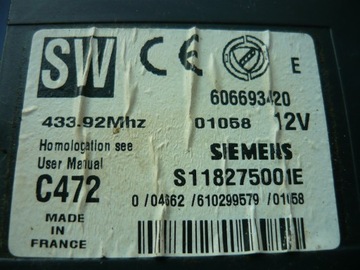 SW CE E
606693420
433.92Mhz 01058 12V
Homologation see
User Manual SIEMENS
C472 S118275001E
0 /04662 /610299579 /01058
MADE
IN
FRANCE